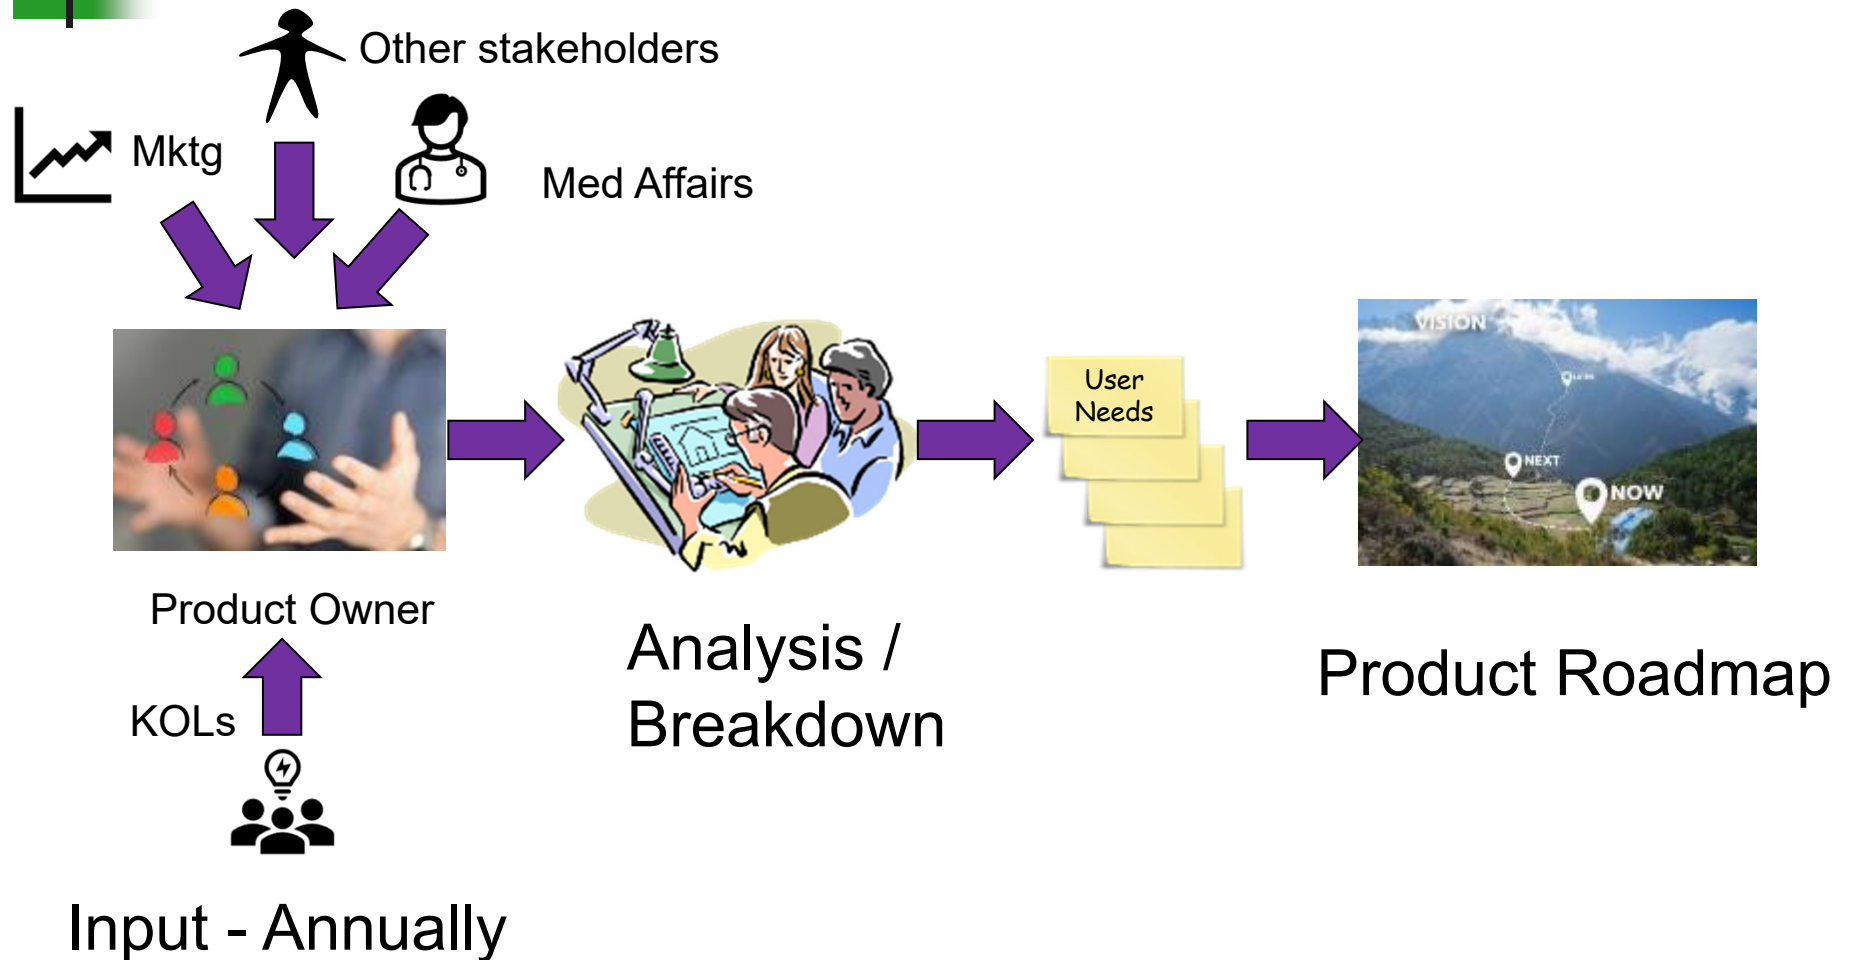 Other stakeholders
Mktg
Med Affairs
Product Owner
KOLs
Input - Annually
Analysis /
Breakdown
User
Needs
VISION
NEXT
NOW
Product Roadmap